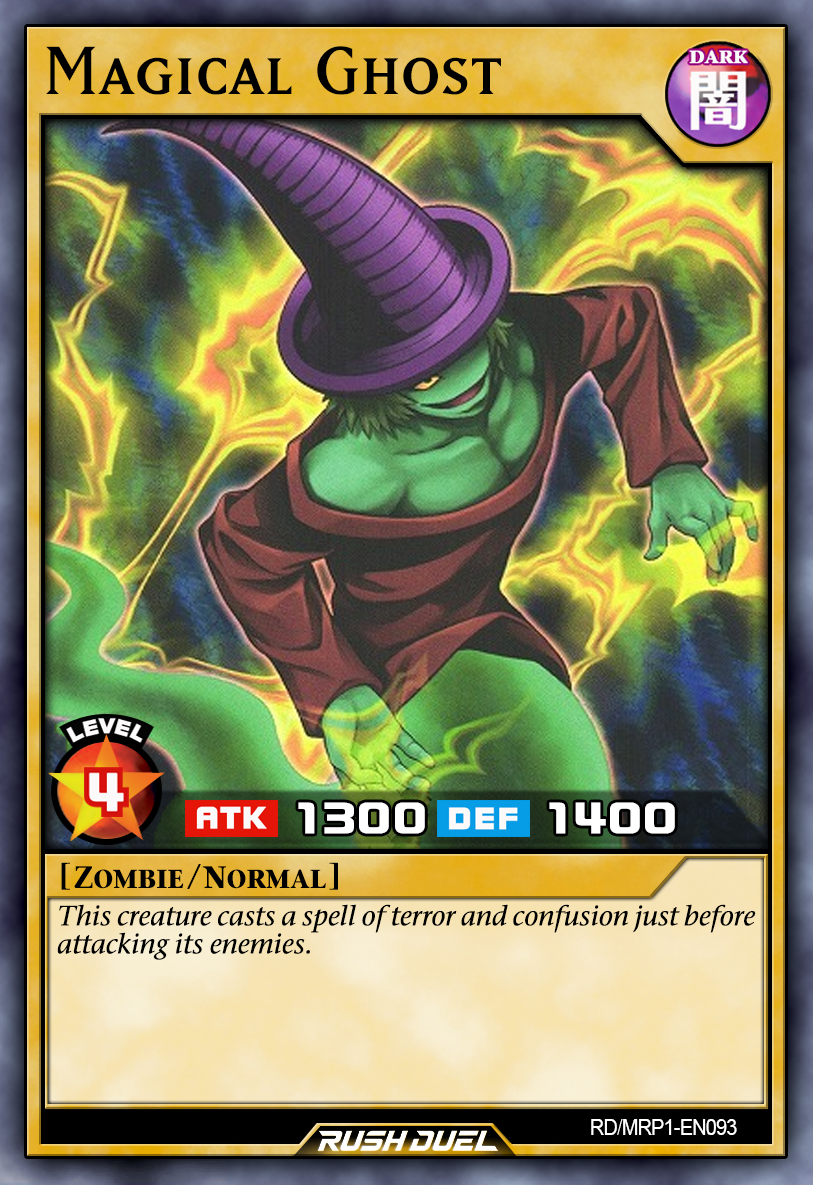 Magical Ghost
DARK
闇
LEVEL
4
ATK 1300 DEF 1400
[Zombie/Normal]
This creature casts a spell of terror and confusion just before
attacking its enemies.
RD/MRP1-EN093
RUSH DUEL